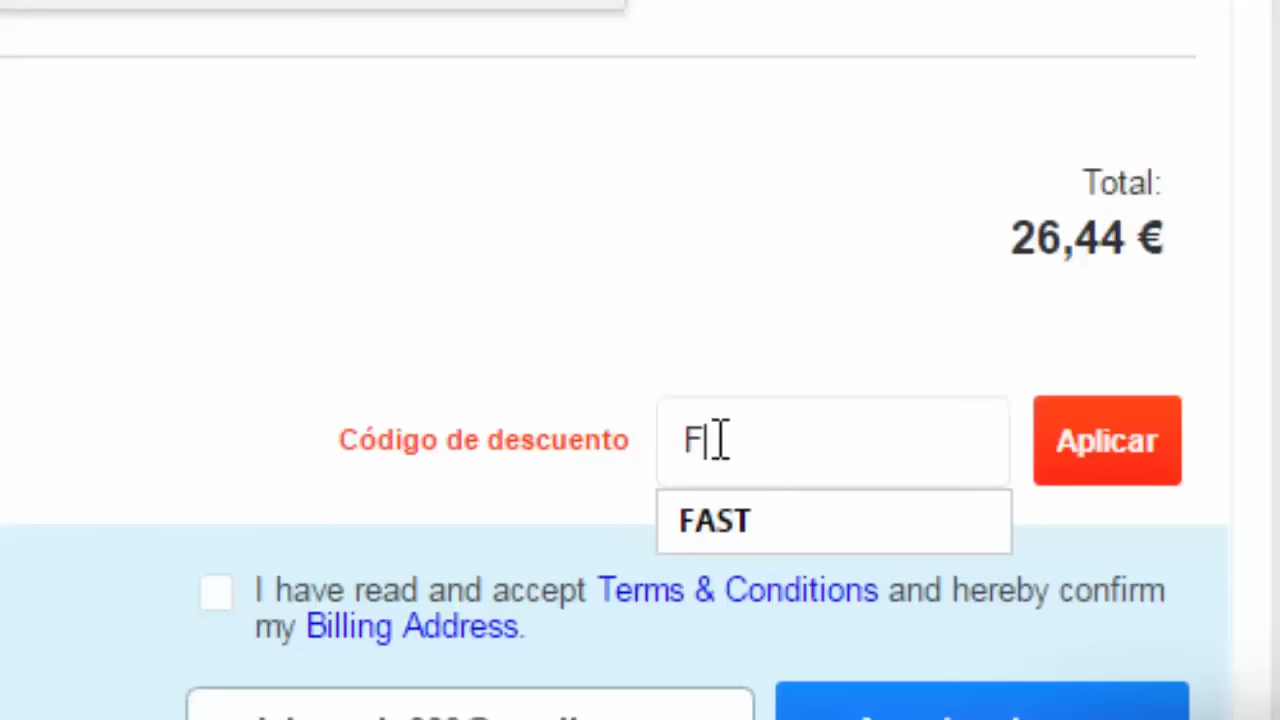 Total:
26,44 €
Código de descuento
F
Aplicar
FAST
I have read and accept Terms & Conditions and hereby confirm
my Billing Address.